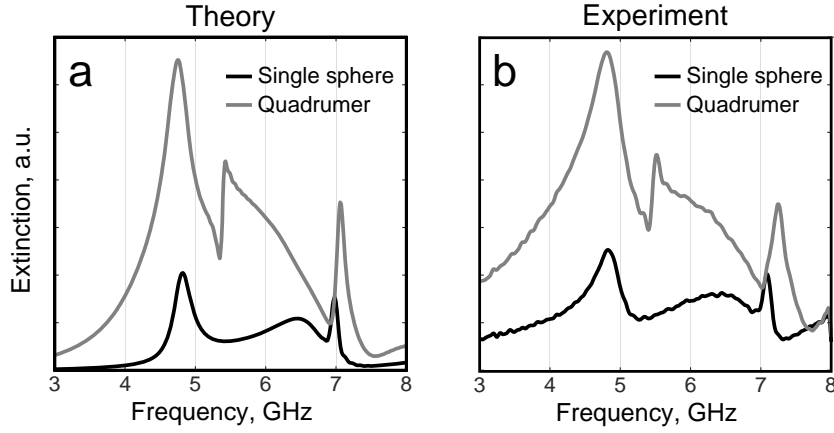 Theory
Experiment
a
Single sphere
Quadrumer
b
Single sphere
Quadrumer
Extinction, a.u.
3 4 5 6 7 8
3 4 5 6 7 8
Frequency, GHz
Frequency, GHz